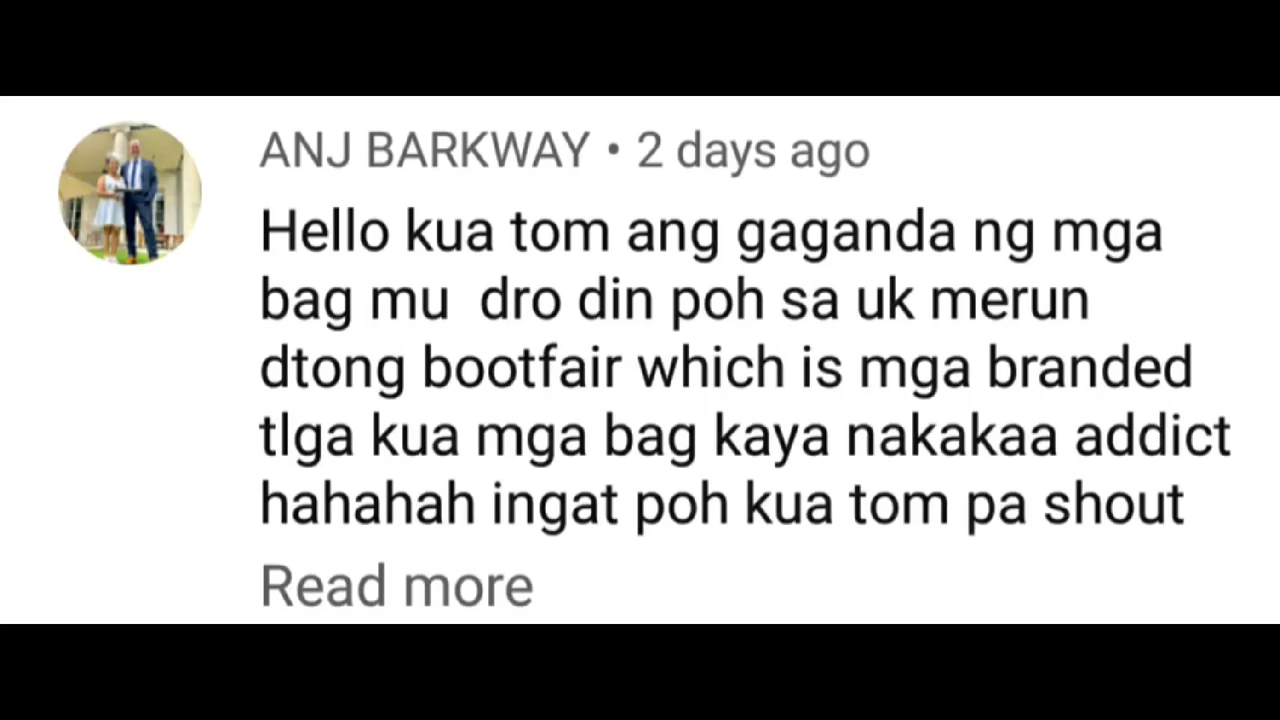 ANJ BARKWAY • 2 days ago
Hello kua tom ang gaganda ng mga
bag mu  dro din poh sa uk merun
dtong bootfair which is mga branded
tlga kua mga bag kaya nakakaa addict
hahahah ingat poh kua tom pa shout
Read more